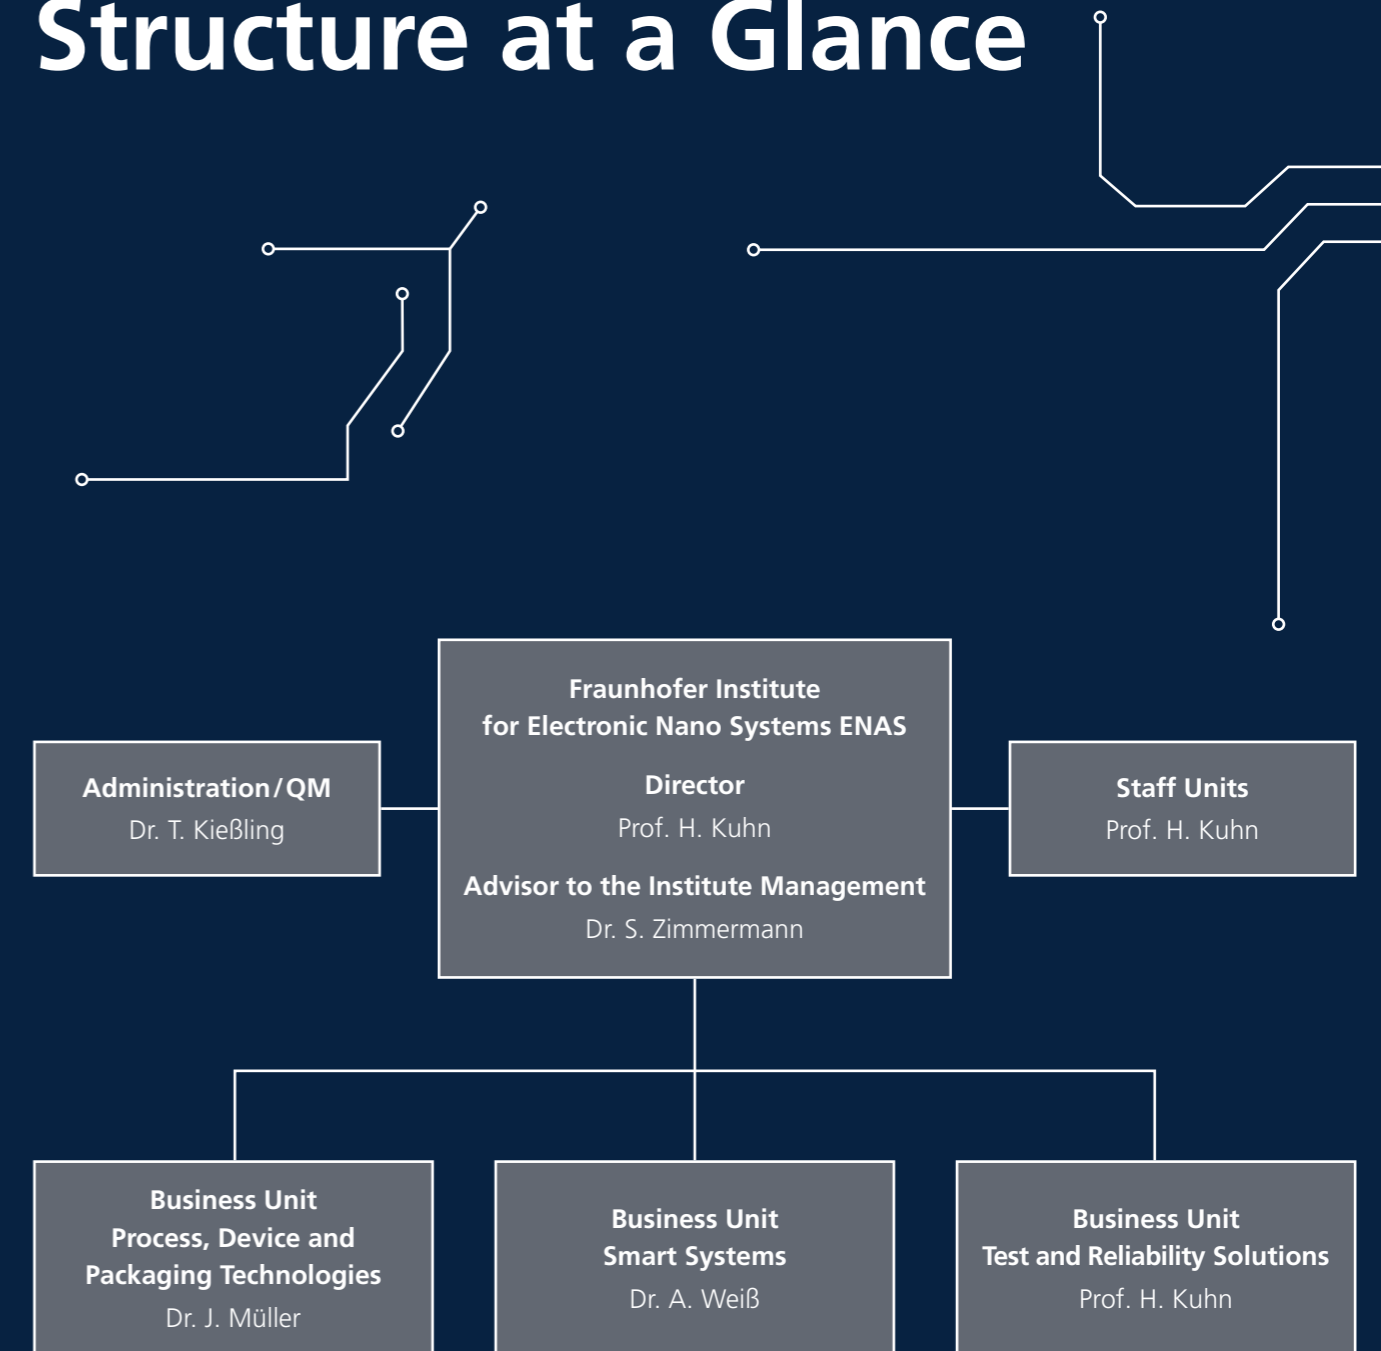 Structure at a Glance
Fraunhofer Institute
for Electronic Nano Systems ENAS
Director
Prof. H. Kuhn
Advisor to the Institute Management
Dr. S. Zimmermann
Administration/QM
Dr. T. Kießling
Staff Units
Prof. H. Kuhn
Business Unit
Process, Device and
Packaging Technologies
Dr. J. Müller
Business Unit
Smart Systems
Dr. A. Weiß
Business Unit
Test and Reliability Solutions
Prof. H. Kuhn